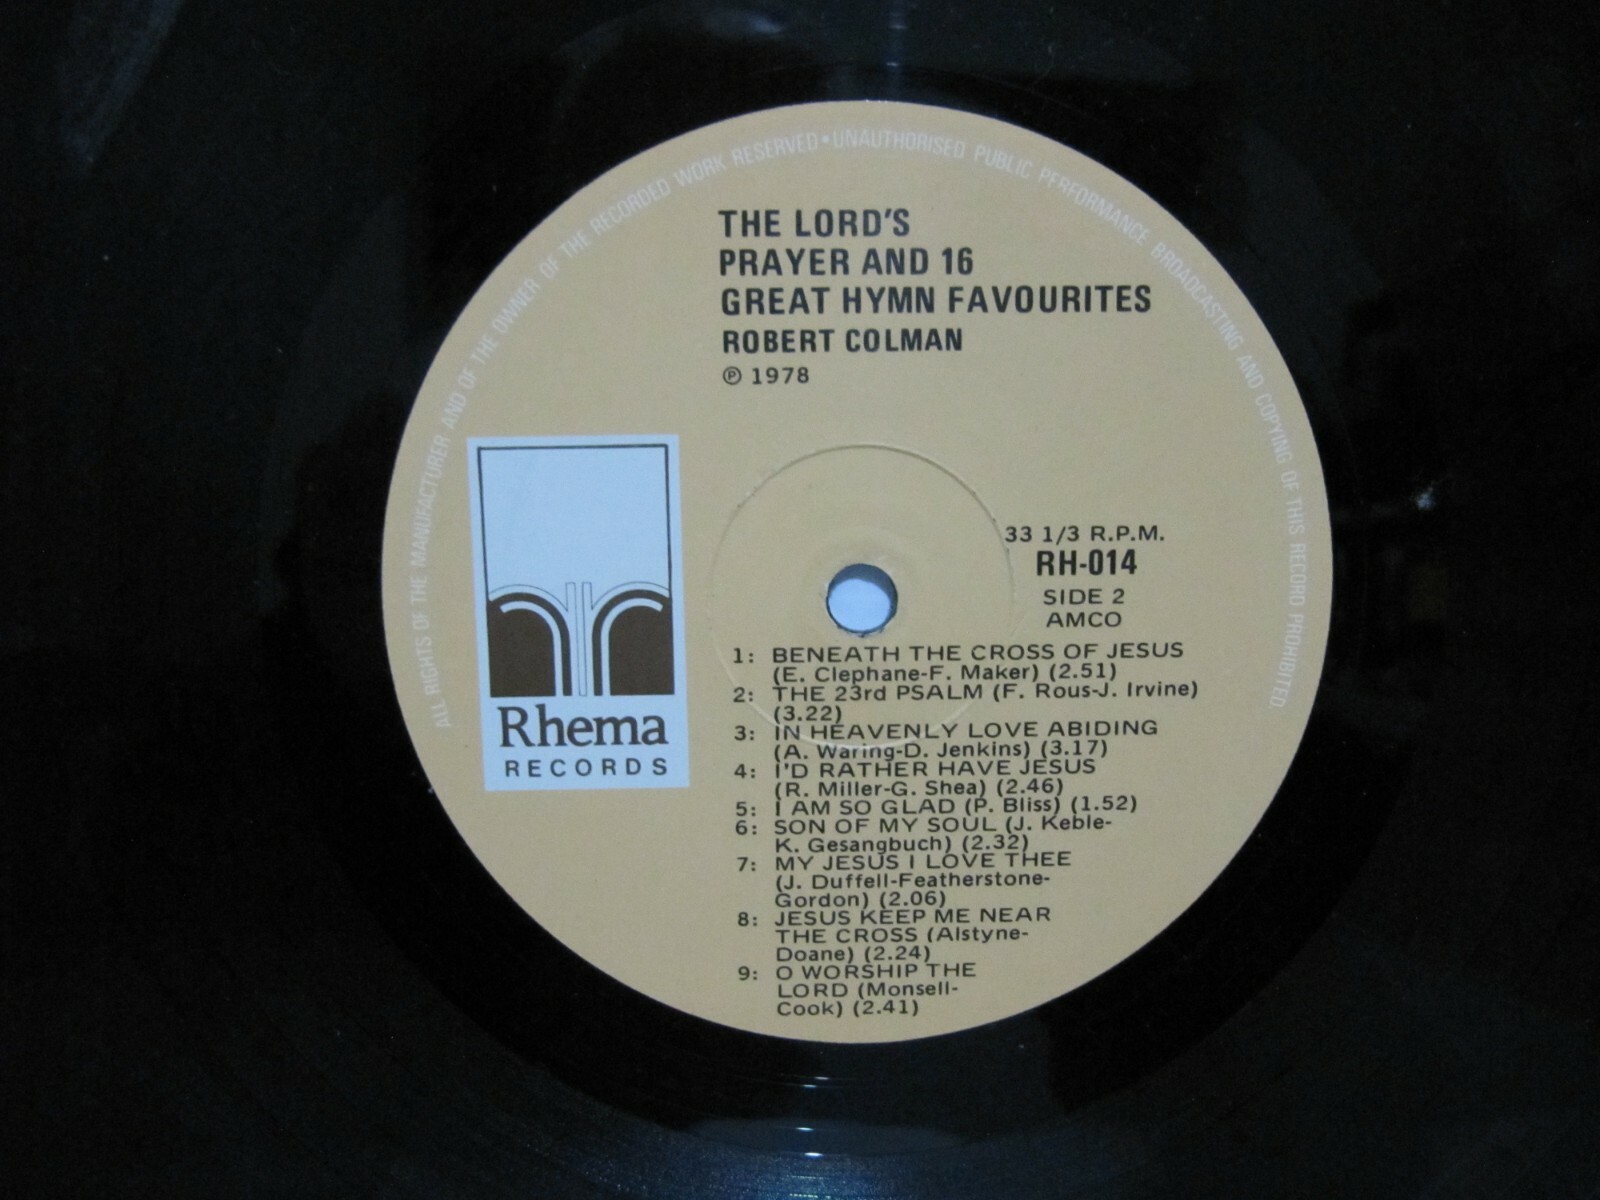 ALL RIGHTS OF THE MANUFACTURER AND OF THE OWNER OF THE RECORDED WORK RESERVED • UNAUTHORISED PUBLIC PERFORMANCE BROADCASTING AND COPYING OF THIS RECORD PROHIBITED.
THE LORD'S
PRAYER AND 16
GREAT HYMN FAVOURITES
ROBERT COLMAN
℗ 1978
Rhema
RECORDS
33 1/3 R.P.M.
RH-014
SIDE 2
AMCO
1: BENEATH THE CROSS OF JESUS
(E. Clephane-F. Maker) (2.51)
2: THE 23rd PSALM (F. Rous-J. Irvine)
(3.22)
3: IN HEAVENLY LOVE ABIDING
(A. Waring-D. Jenkins) (3.17)
4: I'D RATHER HAVE JESUS
(R. Miller-G. Shea) (2.46)
5: I AM SO GLAD (P. Bliss) (1.52)
6: SON OF MY SOUL (J. Keble-
K. Gesangbuch) (2.32)
7: MY JESUS I LOVE THEE
(J. Duffell-Featherstone-
Gordon) (2.06)
8: JESUS KEEP ME NEAR
THE CROSS (Alstyne-
Doane) (2.24)
9: O WORSHIP THE
LORD (Monsell-
Cook) (2.41)